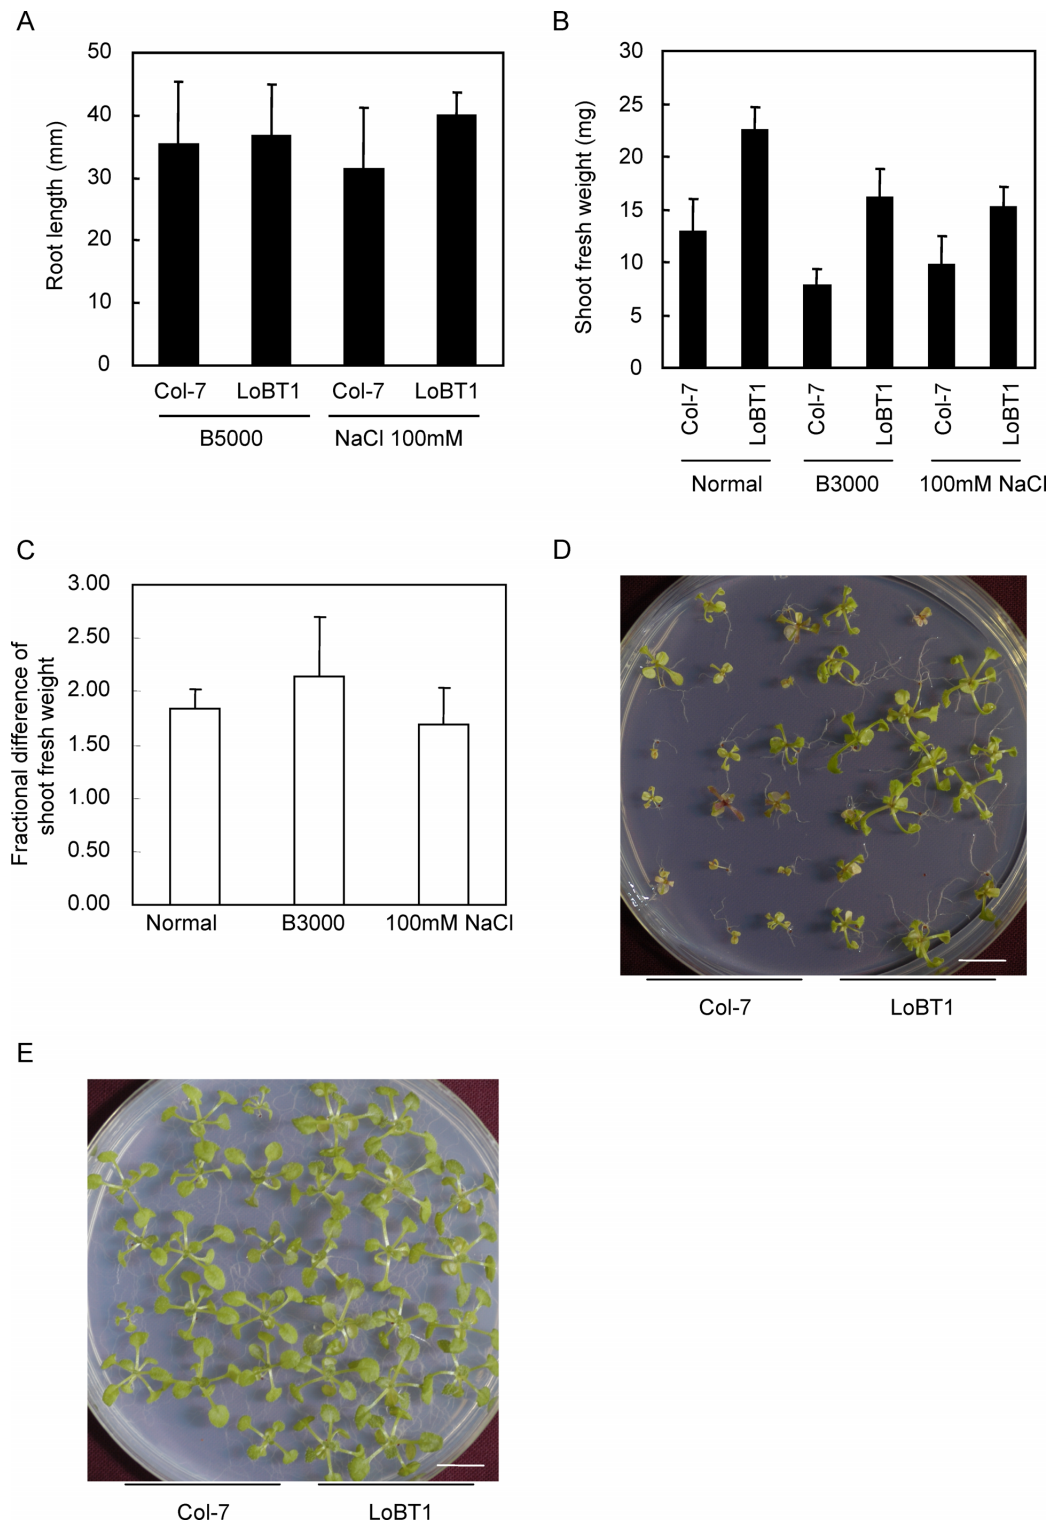 A
50
40
30
20
10
0
Root length (mm)
Col-7 LoBT1 Col-7 LoBT1
B5000 NaCl 100mM
B
30
25
20
15
10
5
0
Shoot fresh weight (mg)
Col-7 LoBT1 Col-7 LoBT1 Col-7 LoBT1
Normal B3000 100mM NaCl
C
3.00
2.50
2.00
1.50
1.00
0.50
0.00
Fractional difference of
shoot fresh weight
Normal B3000 100mM NaCl
D
Col-7 LoBT1
E
Col-7 LoBT1